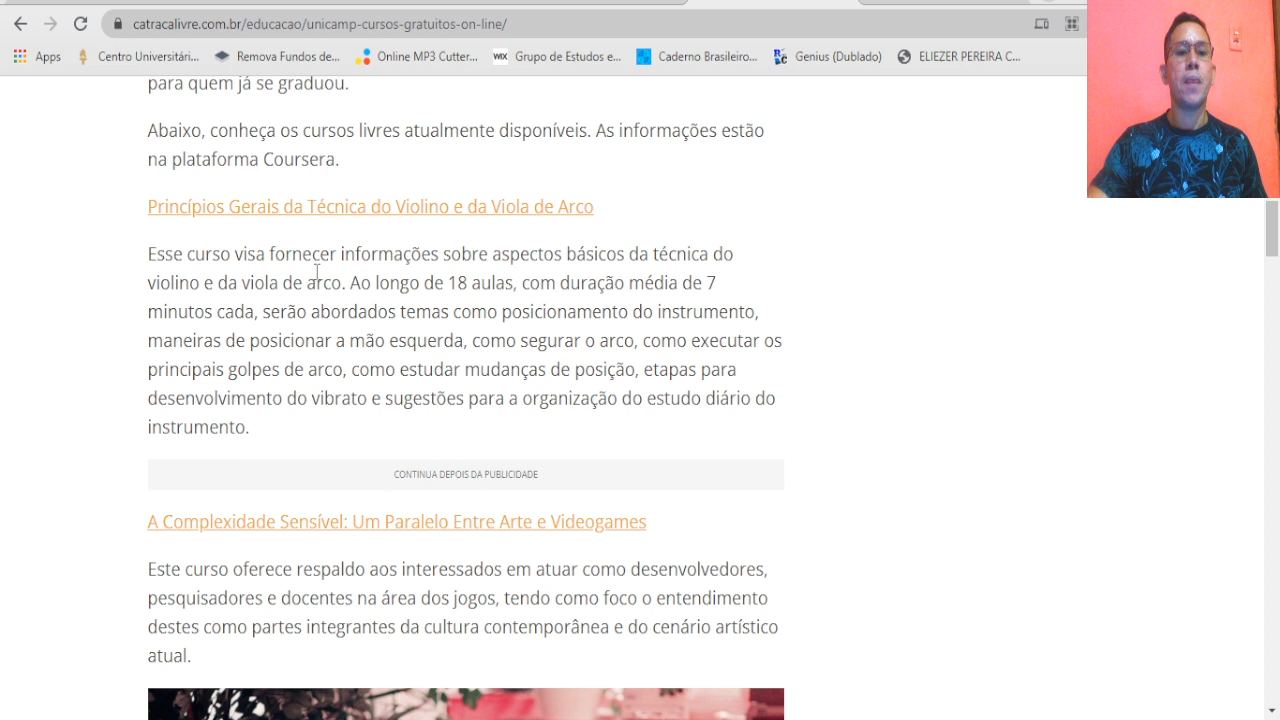 catracalivre.com.br/educacao/unicamp-cursos-gratuitos-on-line/
Apps
Centro Universitári...
Remova Fundos de...
Online MP3 Cutter...
WIX
Grupo de Estudos e...
Caderno Brasileiro...
Genius (Dublado)
ELIEZER PEREIRA C...
para quem já se graduou.
Abaixo, conheça os cursos livres atualmente disponíveis. As informações estão
na plataforma Coursera.
Princípios Gerais da Técnica do Violino e da Viola de Arco
Esse curso visa fornecer informações sobre aspectos básicos da técnica do
violino e da viola de arco. Ao longo de 18 aulas, com duração média de 7
minutos cada, serão abordados temas como posicionamento do instrumento,
maneiras de posicionar a mão esquerda, como segurar o arco, como executar os
principais golpes de arco, como estudar mudanças de posição, etapas para
desenvolvimento do vibrato e sugestões para a organização do estudo diário do
instrumento.
CONTINUA DEPOIS DA PUBLICIDADE
A Complexidade Sensível: Um Paralelo Entre Arte e Videogames
Este curso oferece respaldo aos interessados em atuar como desenvolvedores,
pesquisadores e docentes na área dos jogos, tendo como foco o entendimento
destes como partes integrantes da cultura contemporânea e do cenário artístico
atual.